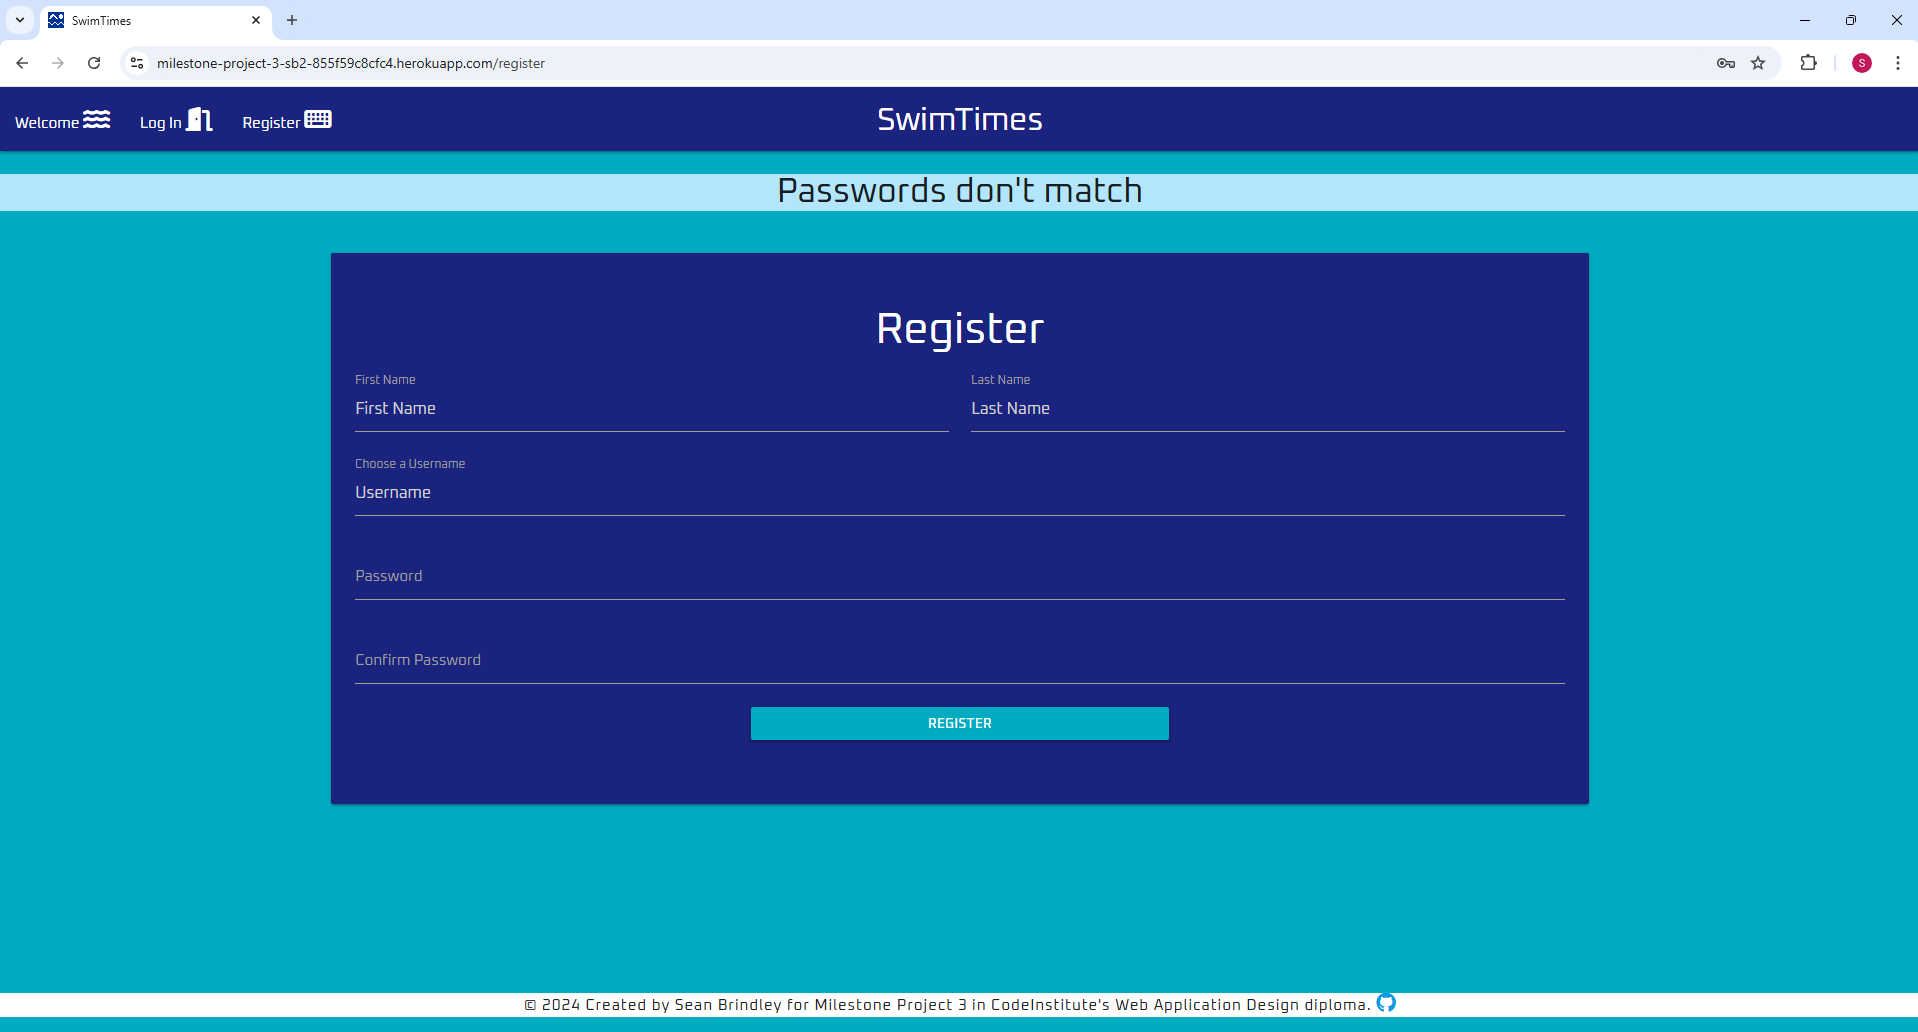 SwimTimes
milestone-project-3-sb2-855f59c8cfc4.herokuapp.com/register
S
Welcome Log In Register SwimTimes
Passwords don't match
Register
First Name Last Name
First Name Last Name
Choose a Username
Username
Password
Confirm Password
REGISTER
© 2024 Created by Sean Brindley for Milestone Project 3 in CodeInstitute's Web Application Design diploma.